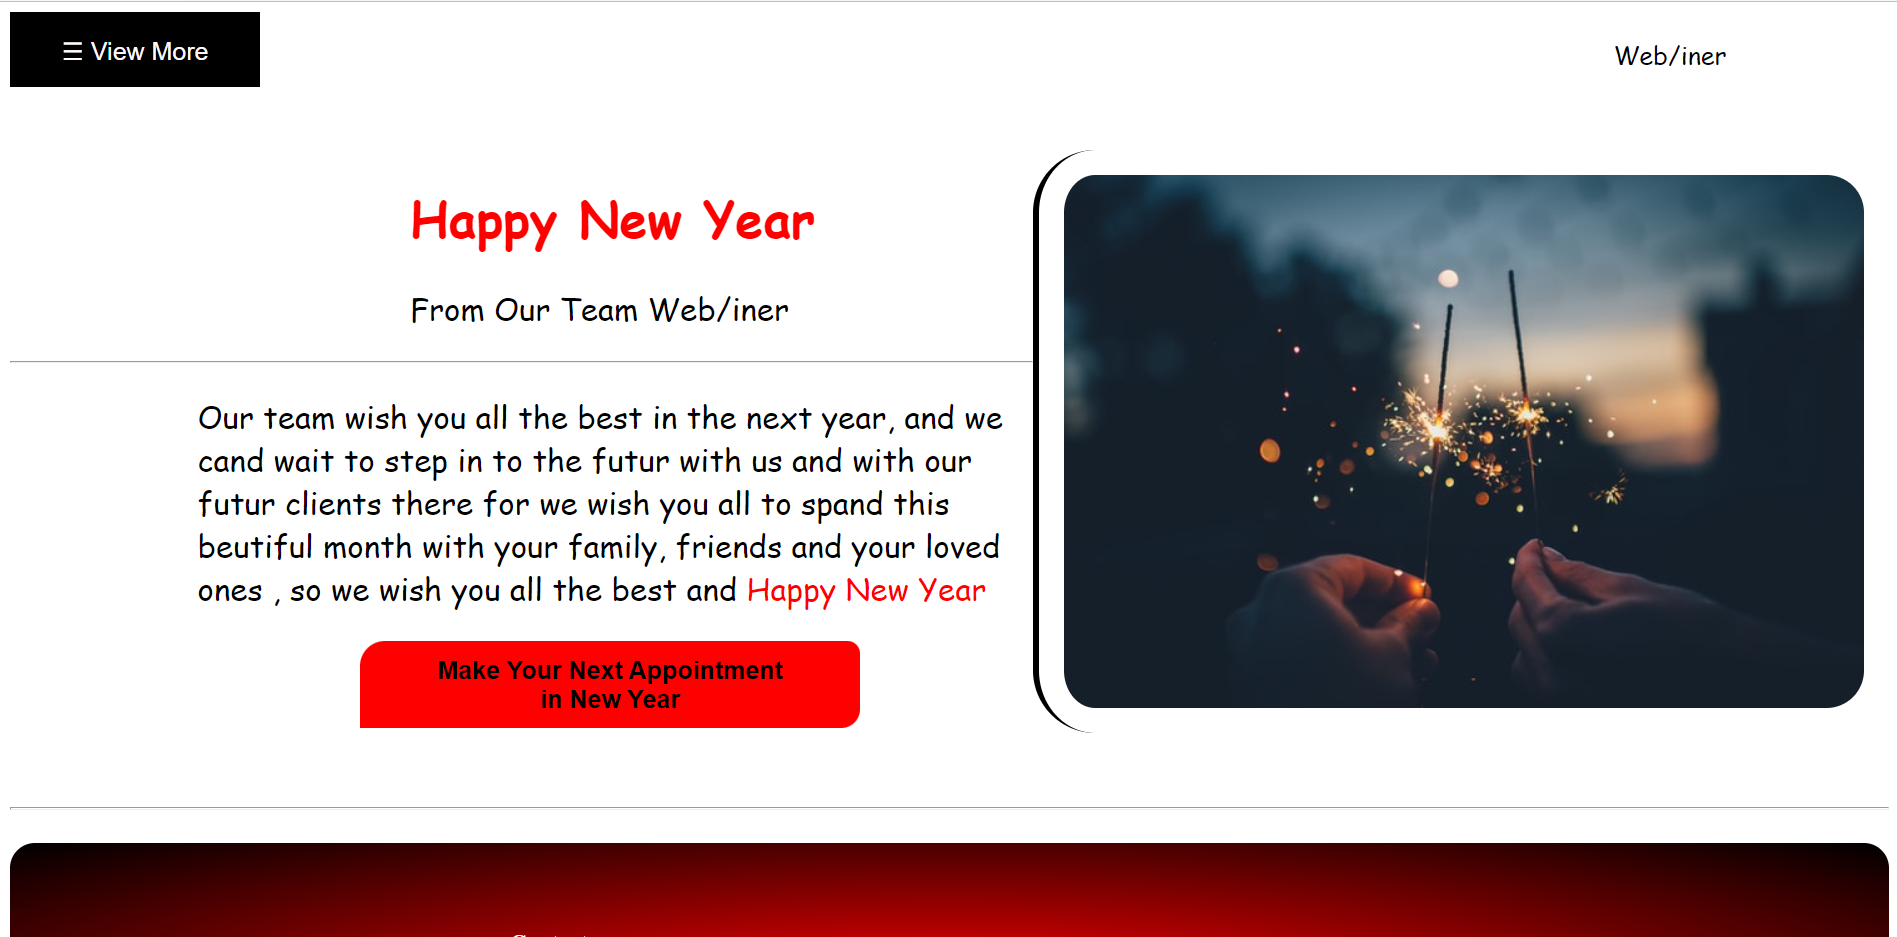 ☰ View More
Web/iner
Happy New Year
From Our Team Web/iner
Our team wish you all the best in the next year, and we
cand wait to step in to the futur with us and with our
futur clients there for we wish you all to spand this
beutiful month with your family, friends and your loved
ones , so we wish you all the best and Happy New Year
Make Your Next Appointment
in New Year